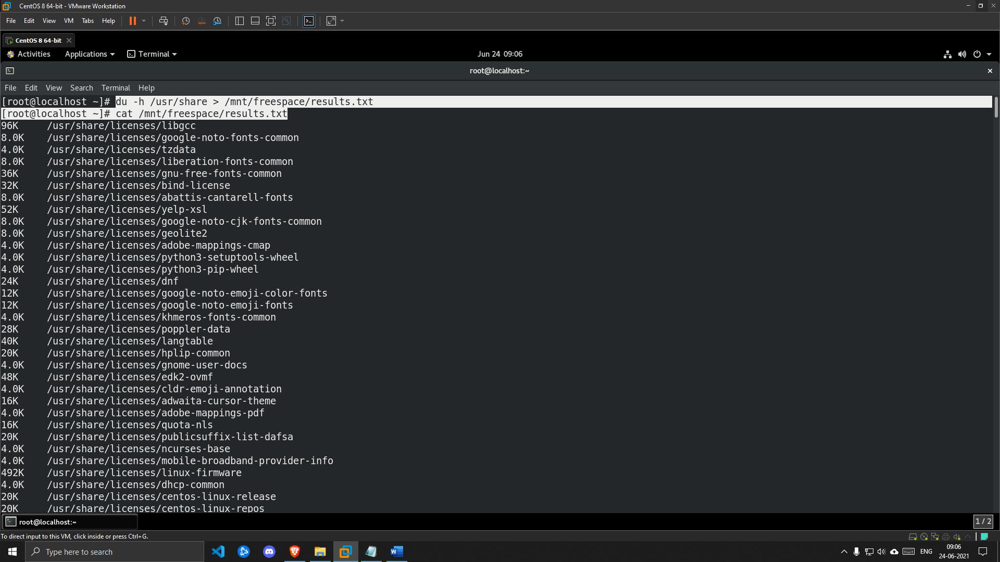 CentOS 8 64-bit - VMware Workstation
File Edit View VM Tabs Help
CentOS 8 64-bit
Activities Applications Terminal Jun 24 09:06
root@localhost:~
File Edit View Search Terminal Help
[root@localhost ~]# du -h /usr/share > /mnt/freespace/results.txt
[root@localhost ~]# cat /mnt/freespace/results.txt
96K /usr/share/licenses/libgcc
8.0K /usr/share/licenses/google-noto-fonts-common
4.0K /usr/share/licenses/tzdata
8.0K /usr/share/licenses/liberation-fonts-common
36K /usr/share/licenses/gnu-free-fonts-common
32K /usr/share/licenses/bind-license
8.0K /usr/share/licenses/abattis-cantarell-fonts
52K /usr/share/licenses/yelp-xsl
8.0K /usr/share/licenses/google-noto-cjk-fonts-common
8.0K /usr/share/licenses/geolite2
4.0K /usr/share/licenses/adobe-mappings-cmap
4.0K /usr/share/licenses/python3-setuptools-wheel
4.0K /usr/share/licenses/python3-pip-wheel
24K /usr/share/licenses/dnf
12K /usr/share/licenses/google-noto-emoji-color-fonts
12K /usr/share/licenses/google-noto-emoji-fonts
4.0K /usr/share/licenses/khmeros-fonts-common
28K /usr/share/licenses/poppler-data
40K /usr/share/licenses/langtable
20K /usr/share/licenses/hplip-common
4.0K /usr/share/licenses/gnome-user-docs
48K /usr/share/licenses/edk2-ovmf
4.0K /usr/share/licenses/cldr-emoji-annotation
16K /usr/share/licenses/adwaita-cursor-theme
4.0K /usr/share/licenses/adobe-mappings-pdf
16K /usr/share/licenses/quota-nls
20K /usr/share/licenses/publicsuffix-list-dafsa
4.0K /usr/share/licenses/ncurses-base
4.0K /usr/share/licenses/mobile-broadband-provider-info
492K /usr/share/licenses/linux-firmware
4.0K /usr/share/licenses/dhcp-common
20K /usr/share/licenses/centos-linux-release
20K /usr/share/licenses/centos-linux-repos
root@localhost:~ 1 / 2
To direct input to this VM, click inside or press Ctrl+G.
Type here to search
ENG
09:06
24-06-2021